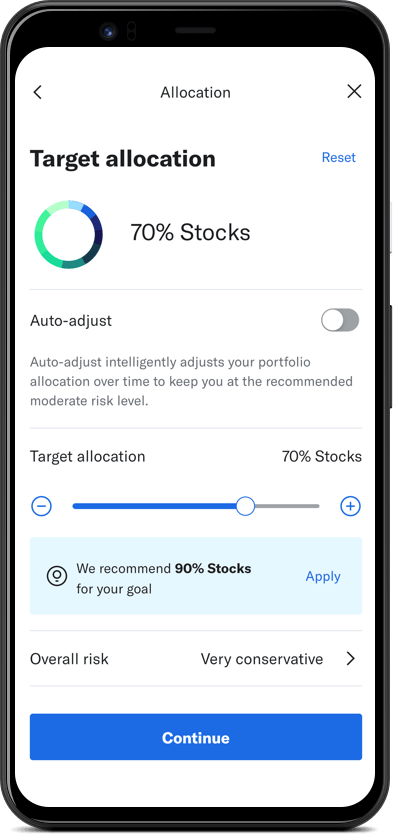 Allocation
Target allocation
Reset
70% Stocks
Auto-adjust
Auto-adjust intelligently adjusts your portfolio
allocation over time to keep you at the recommended
moderate risk level.
Target allocation
70% Stocks
We recommend 90% Stocks
for your goal
Apply
Overall risk
Very conservative
Continue